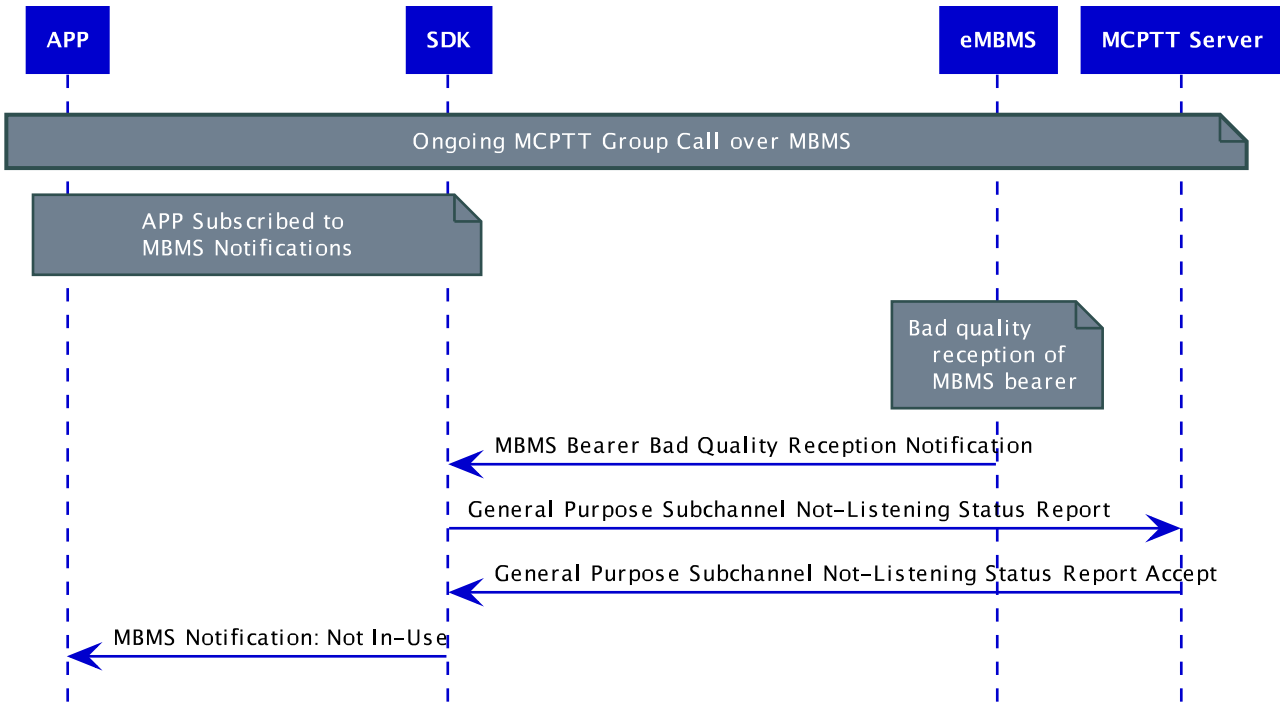 APP
SDK
eMBMS
MCPTT Server
Ongoing MCPTT Group Call over MBMS
APP Subscribed to
MBMS Notifications
Bad quality
reception of
MBMS bearer
MBMS Bearer Bad Quality Reception Notification
General Purpose Subchannel Not-Listening Status Report
General Purpose Subchannel Not-Listening Status Report Accept
MBMS Notification: Not In-Use